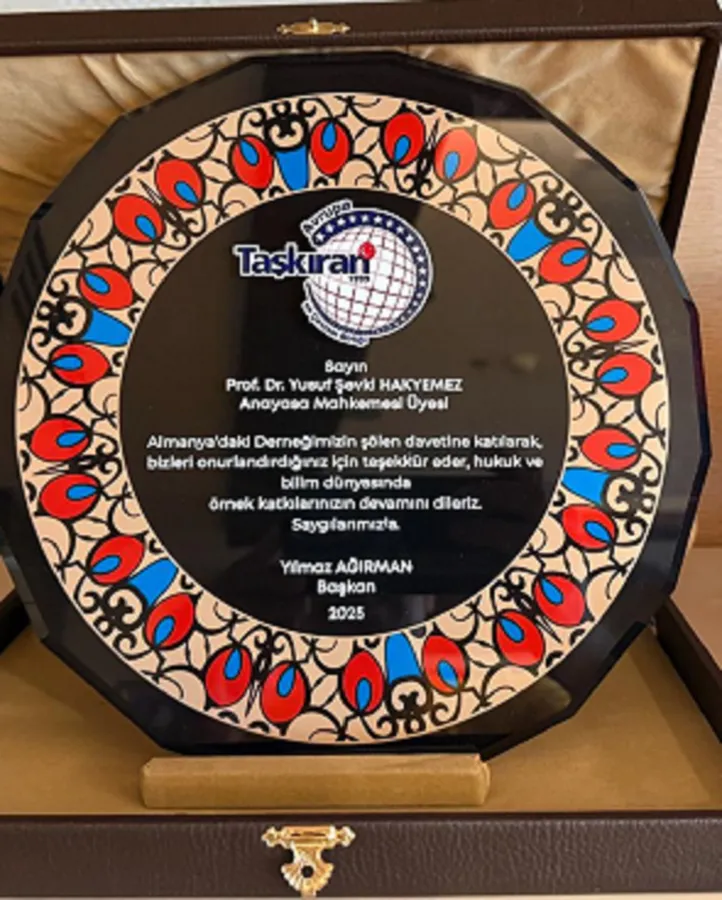 Avrupa
Taşkıran
Sayın
Prof. Dr. Yusuf Şevki HAKYEMEZ
Anayasa Mahkemesi Üyesi
Almanya'daki Derneğimizin şölen davetine katılarak,
bizleri onurlandırdığınız için teşekkür eder, hukuk ve
bilim dünyasında
örnek katkılarınızın devamını dileriz.
Saygılarımızla.
Yılmaz AĞIRMAN
Başkan
2025